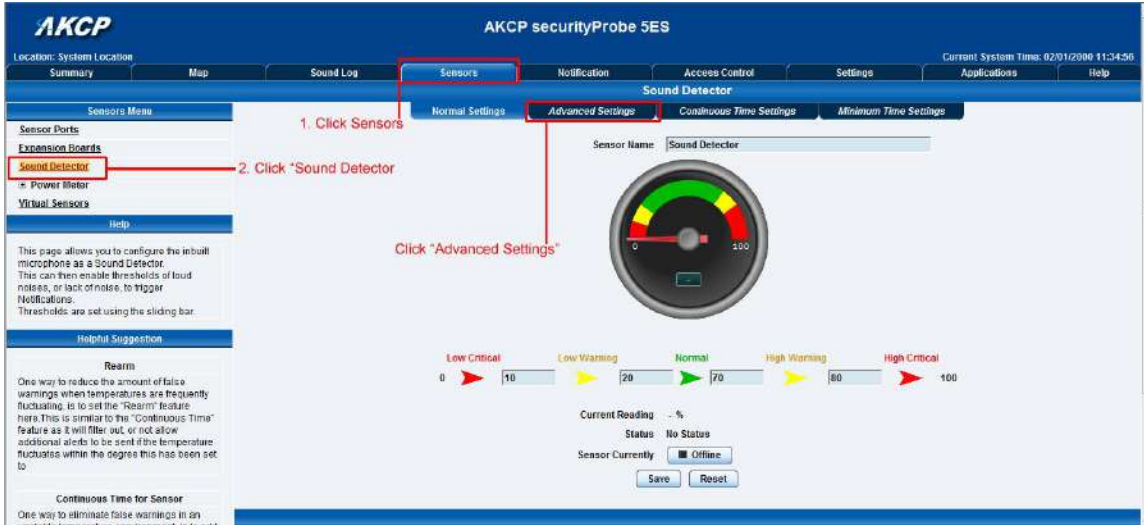 AKCP
AKCP securityProbe 5ES
Location: System Location
Current System Time: 02/01/2000 11:34:56
Summary
Map
Sound Log
Sensors
Notification
Access Control
Settings
Applications
Help
Sound Detector
Sensors Menu
Normal Settings
Advanced Settings
Continuous Time Settings
Minimum Time Settings
Sensor Ports
Expansion Boards
Sound Detector
Power Meter
Virtual Sensors
1. Click Sensors
2. Click "Sound Detector
Click "Advanced Settings"
Sensor Name
Sound Detector
0
100
-
Help
This page allows you to configure the inbuilt
microphone as a Sound Detector.
This can then enable thresholds of loud
noises, or lack of noise, to trigger
Notifications.
Thresholds are set using the sliding bar.
Helpful Suggestion
Rearm
One way to reduce the amount of false
warnings when temperatures are frequently
fluctuating, is to set the "Rearm" feature
here.This is similar to the "Continuous Time"
feature as it will filter out, or not allow
additional alerts to be sent if the temperature
fluctuates within the degree this has been set
to
Continuous Time for Sensor
One way to eliminate false warnings in an
Low Critical
Low Warning
Normal
High Warning
High Critical
0
10
20
70
80
100
Current Reading - %
Status No Status
Sensor Currently Offline
Save
Reset